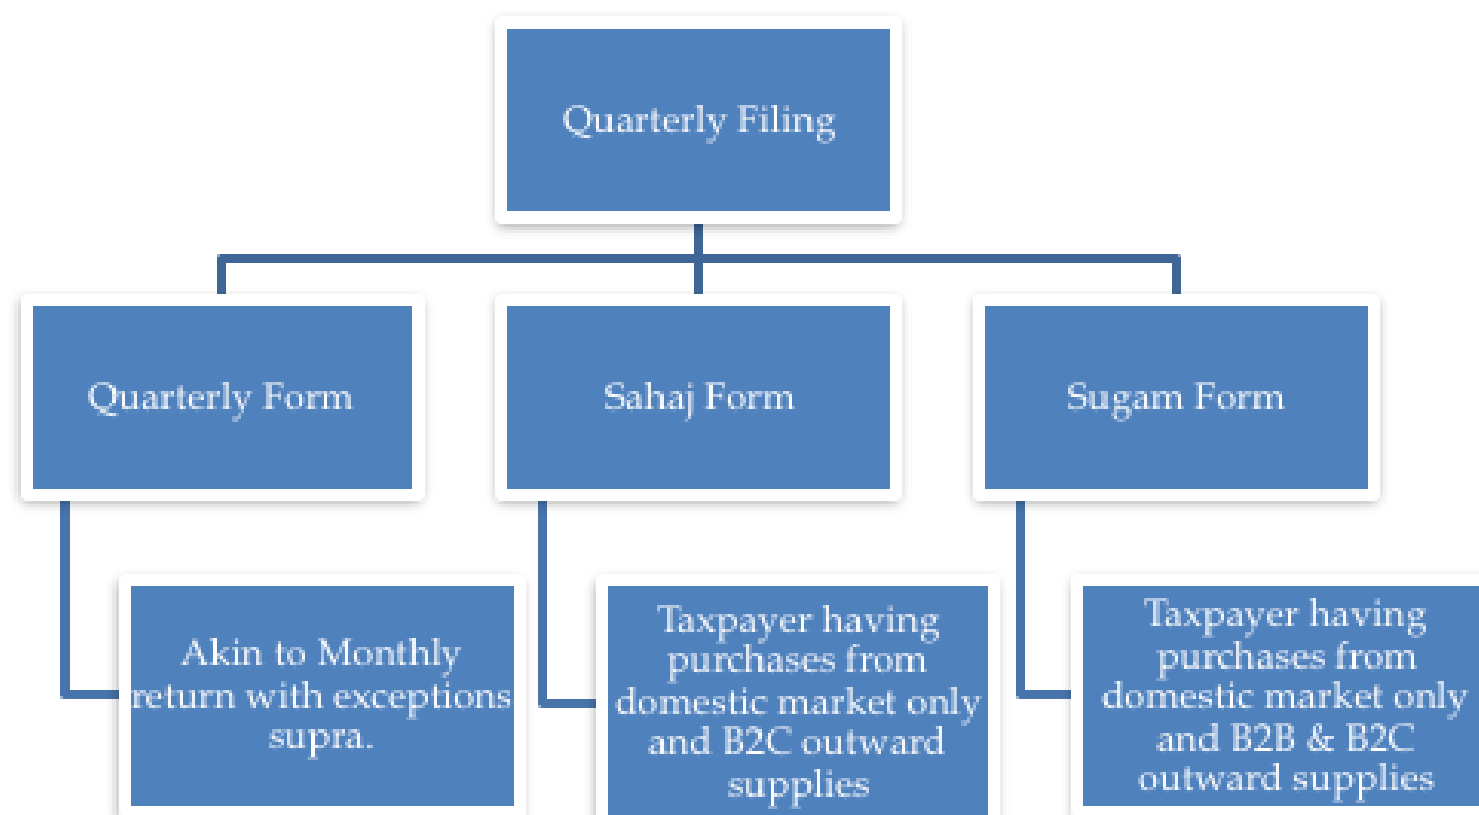 Quarterly Filing
Quarterly Form
Sahaj Form
Sugam Form
Akin to Monthly
return with exceptions
supra.
Taxpayer having
purchases from
domestic market only
and B2C outward
supplies
Taxpayer having
purchases from
domestic market only
and B2B & B2C
outward supplies